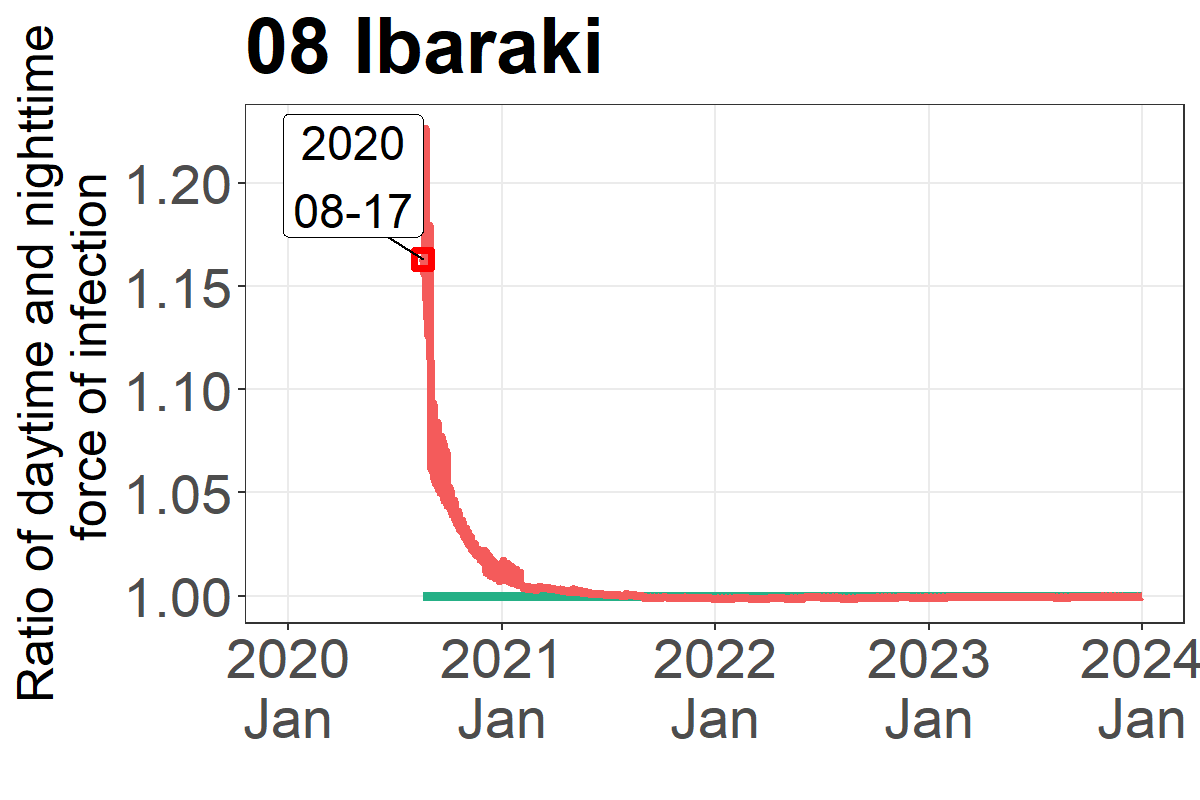 08 Ibaraki
Ratio of daytime and nighttime
force of infection
1.20
1.15
1.10
1.05
1.00
2020
08-17
2020
Jan
2021
Jan
2022
Jan
2023
Jan
2024
Jan